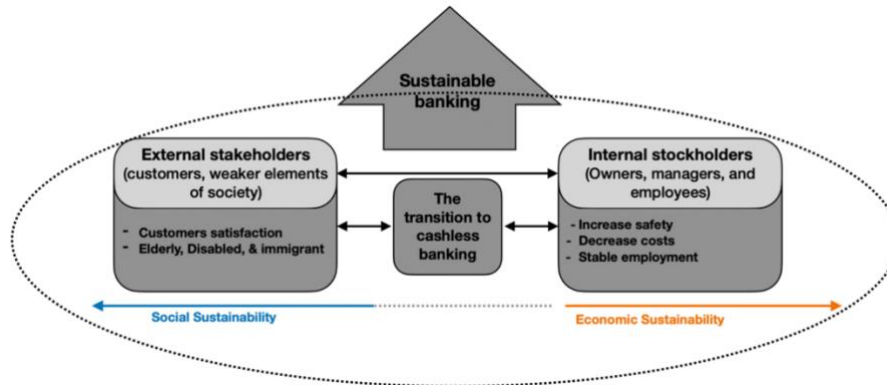 Sustainable
banking
External stakeholders
(customers, weaker elements
of society)
- Customers satisfaction
- Elderly, Disabled, & immigrant
The
transition to
cashless
banking
Internal stockholders
(Owners, managers, and
employees)
- Increase safety
- Decrease costs
- Stable employment
Social Sustainability
Economic Sustainability